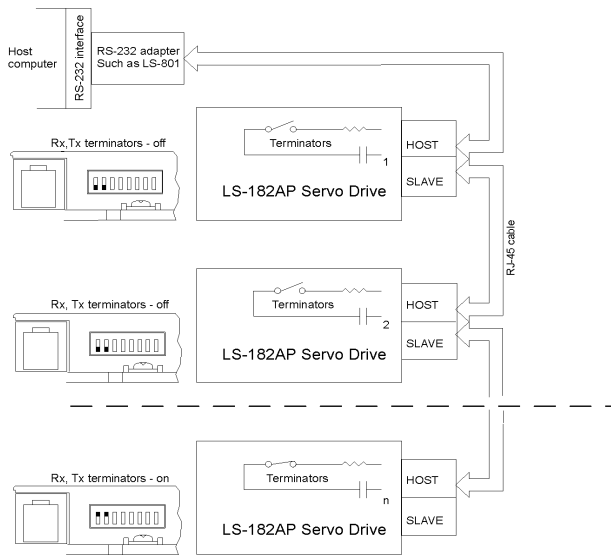 Host
computer
RS-232 interface
RS-232 adapter
Such as LS-801
Rx,Tx terminators - off
Terminators
1
HOST
SLAVE
LS-182AP Servo Drive
RJ-45 cable
Rx, Tx terminators - off
Terminators
2
HOST
SLAVE
LS-182AP Servo Drive
Rx, Tx terminators - on
Terminators
n
HOST
SLAVE
LS-182AP Servo Drive